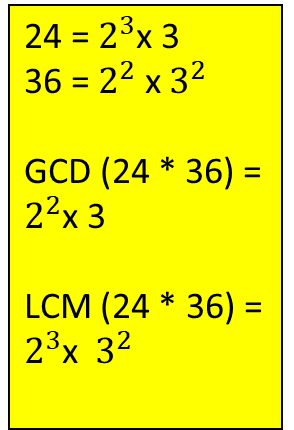 24 = 2³x 3
36 = 2² x 3²
GCD (24 * 36) =
2²x 3
LCM (24 * 36) =
2³x 3²